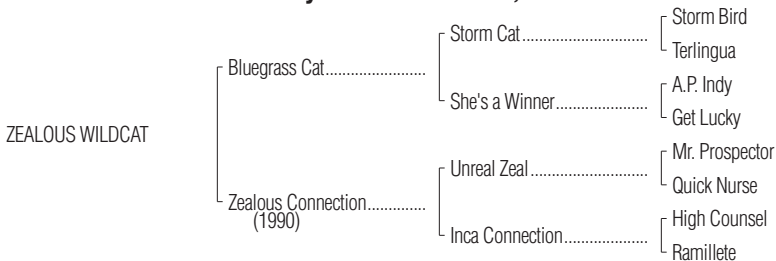 Storm Bird
Storm Cat
Terlingua
Bluegrass Cat
A.P. Indy
She's a Winner
Get Lucky
ZEALOUS WILDCAT
Mr. Prospector
Unreal Zeal
Quick Nurse
Zealous Connection
(1990)
High Counsel
Inca Connection
Ramillete